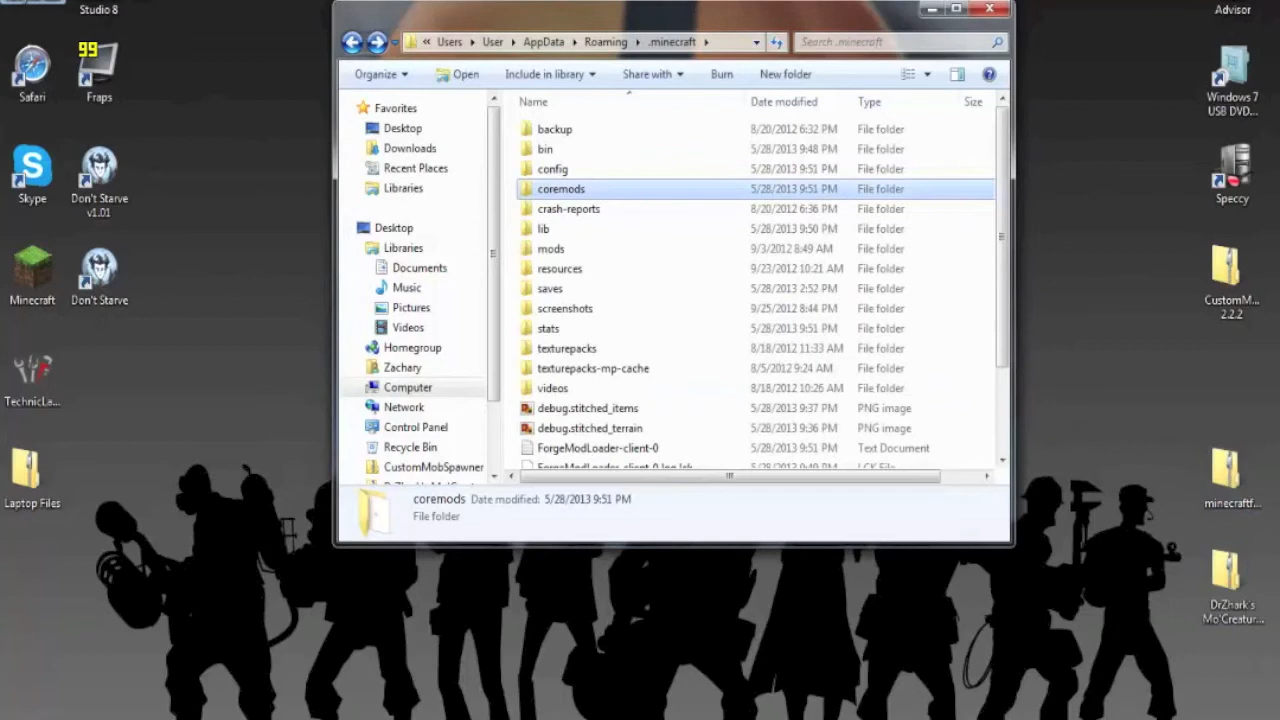 Studio 8
Advisor
Safari
99
Fraps
Skype
Don't Starve
v1.01
Minecraft
Don't Starve
TechnicLa...
Laptop Files
« Users ▸ User ▸ AppData ▸ Roaming ▸ .minecraft ▸
Search .minecraft
Organize
Open
Include in library
Share with
Burn
New folder
Favorites
Desktop
Downloads
Recent Places
Libraries
Desktop
Libraries
Documents
Music
Pictures
Videos
Homegroup
Zachary
Computer
Network
Control Panel
Recycle Bin
CustomMobSpawner
Name Date modified Type Size
backup 8/20/2012 6:32 PM File folder
bin 5/28/2013 9:48 PM File folder
config 5/28/2013 9:51 PM File folder
coremods 5/28/2013 9:51 PM File folder
crash-reports 8/20/2012 6:36 PM File folder
lib 5/28/2013 9:50 PM File folder
mods 9/3/2012 8:49 AM File folder
resources 9/23/2012 10:21 AM File folder
saves 5/28/2013 2:52 PM File folder
screenshots 9/25/2012 8:44 PM File folder
stats 5/28/2013 9:51 PM File folder
texturepacks 8/18/2012 11:33 AM File folder
texturepacks-mp-cache 8/5/2012 9:24 AM File folder
videos 8/18/2012 10:26 AM File folder
debug.stitched_items 5/28/2013 9:37 PM PNG image
debug.stitched_terrain 5/28/2013 9:36 PM PNG image
ForgeModLoader-client-0 5/28/2013 9:51 PM Text Document
coremods Date modified: 5/28/2013 9:51 PM
File folder
Windows 7
USB DVD...
Speccy
CustomM...
2.2.2
minecraftf...
DrZhark's
Mo'Creatur...